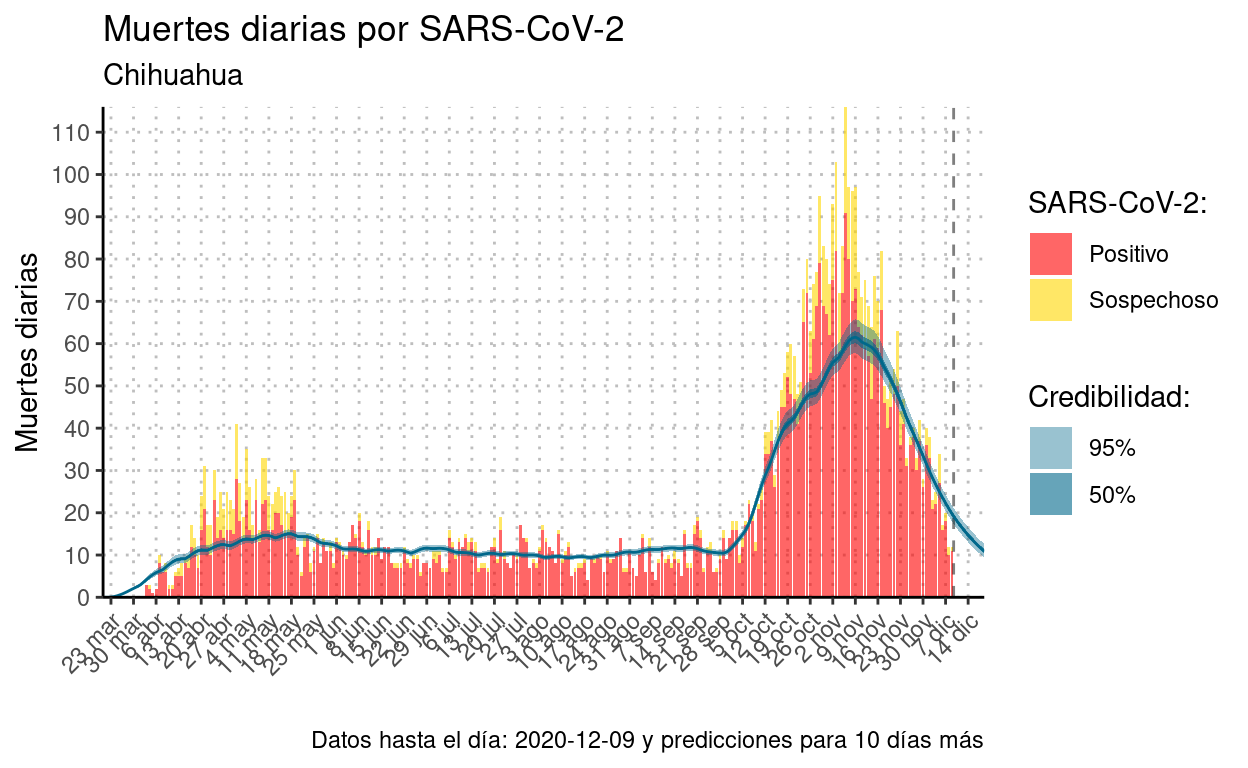 Muertes diarias por SARS-CoV-2
Chihuahua
Muertes diarias
110
100
90
80
70
60
50
40
30
20
10
0
23 mar
30 mar
6 abr
13 abr
20 abr
27 abr
4 may
11 may
18 may
25 may
1 jun
8 jun
15 jun
22 jun
29 jun
6 jul
13 jul
20 jul
27 jul
3 ago
10 ago
17 ago
24 ago
31 ago
7 sep
14 sep
21 sep
28 sep
5 oct
12 oct
19 oct
26 oct
2 nov
9 nov
16 nov
23 nov
30 nov
7 dic
14 dic
SARS-CoV-2:
Positivo
Sospechoso
Credibilidad:
95%
50%
Datos hasta el día: 2020-12-09 y predicciones para 10 días más